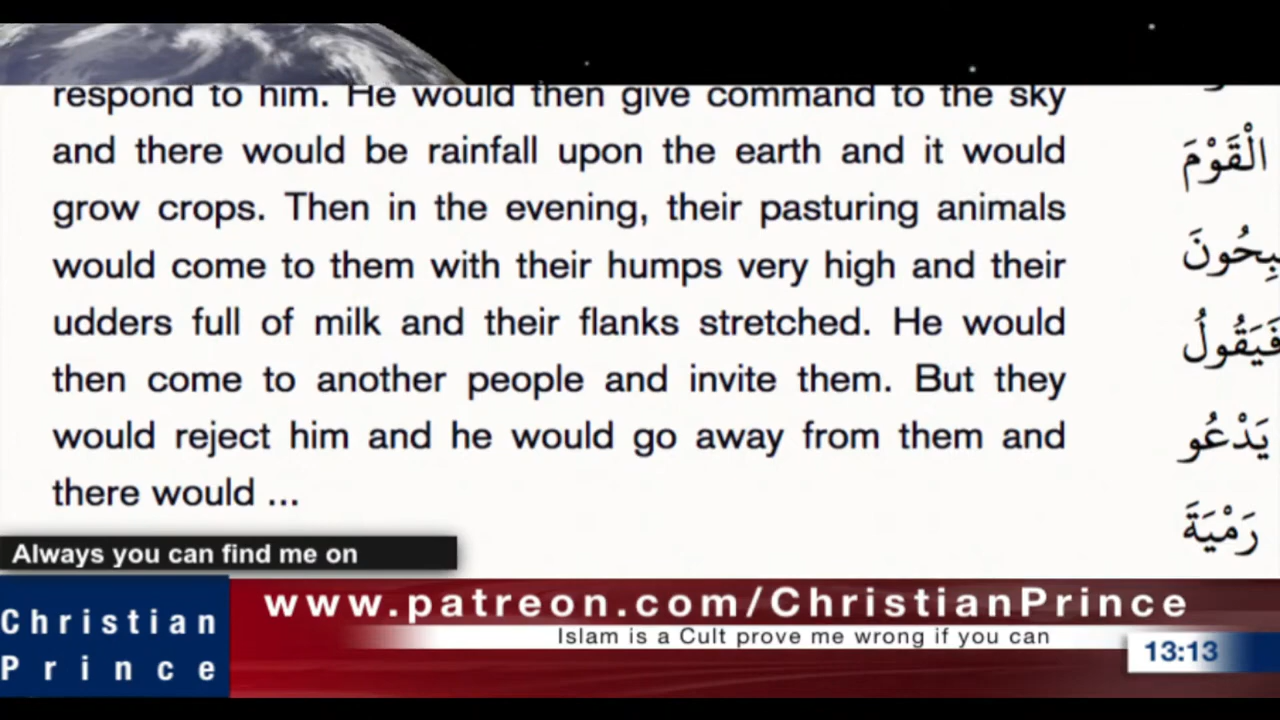 respond to him. He would then give command to the sky
and there would be rainfall upon the earth and it would
grow crops. Then in the evening, their pasturing animals
would come to them with their humps very high and their
udders full of milk and their flanks stretched. He would
then come to another people and invite them. But they
would reject him and he would go away from them and
there would ...
الْقَوْمَ
فَيَقُولُ
يَدْعُو
رَمْيَةَ
Always you can find me on
www.patreon.com/ChristianPrince
Islam is a Cult prove me wrong if you can
Christian
Prince
13:13